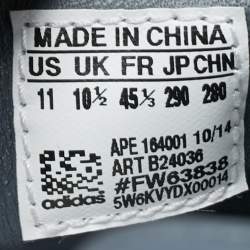 MADE IN CHINA
US UK FR JP CHN
11 10½ 45⅓ 290 280
APE 164001 10/14
ART B24036
#FW63838
5W6KVYDX00014
adidas